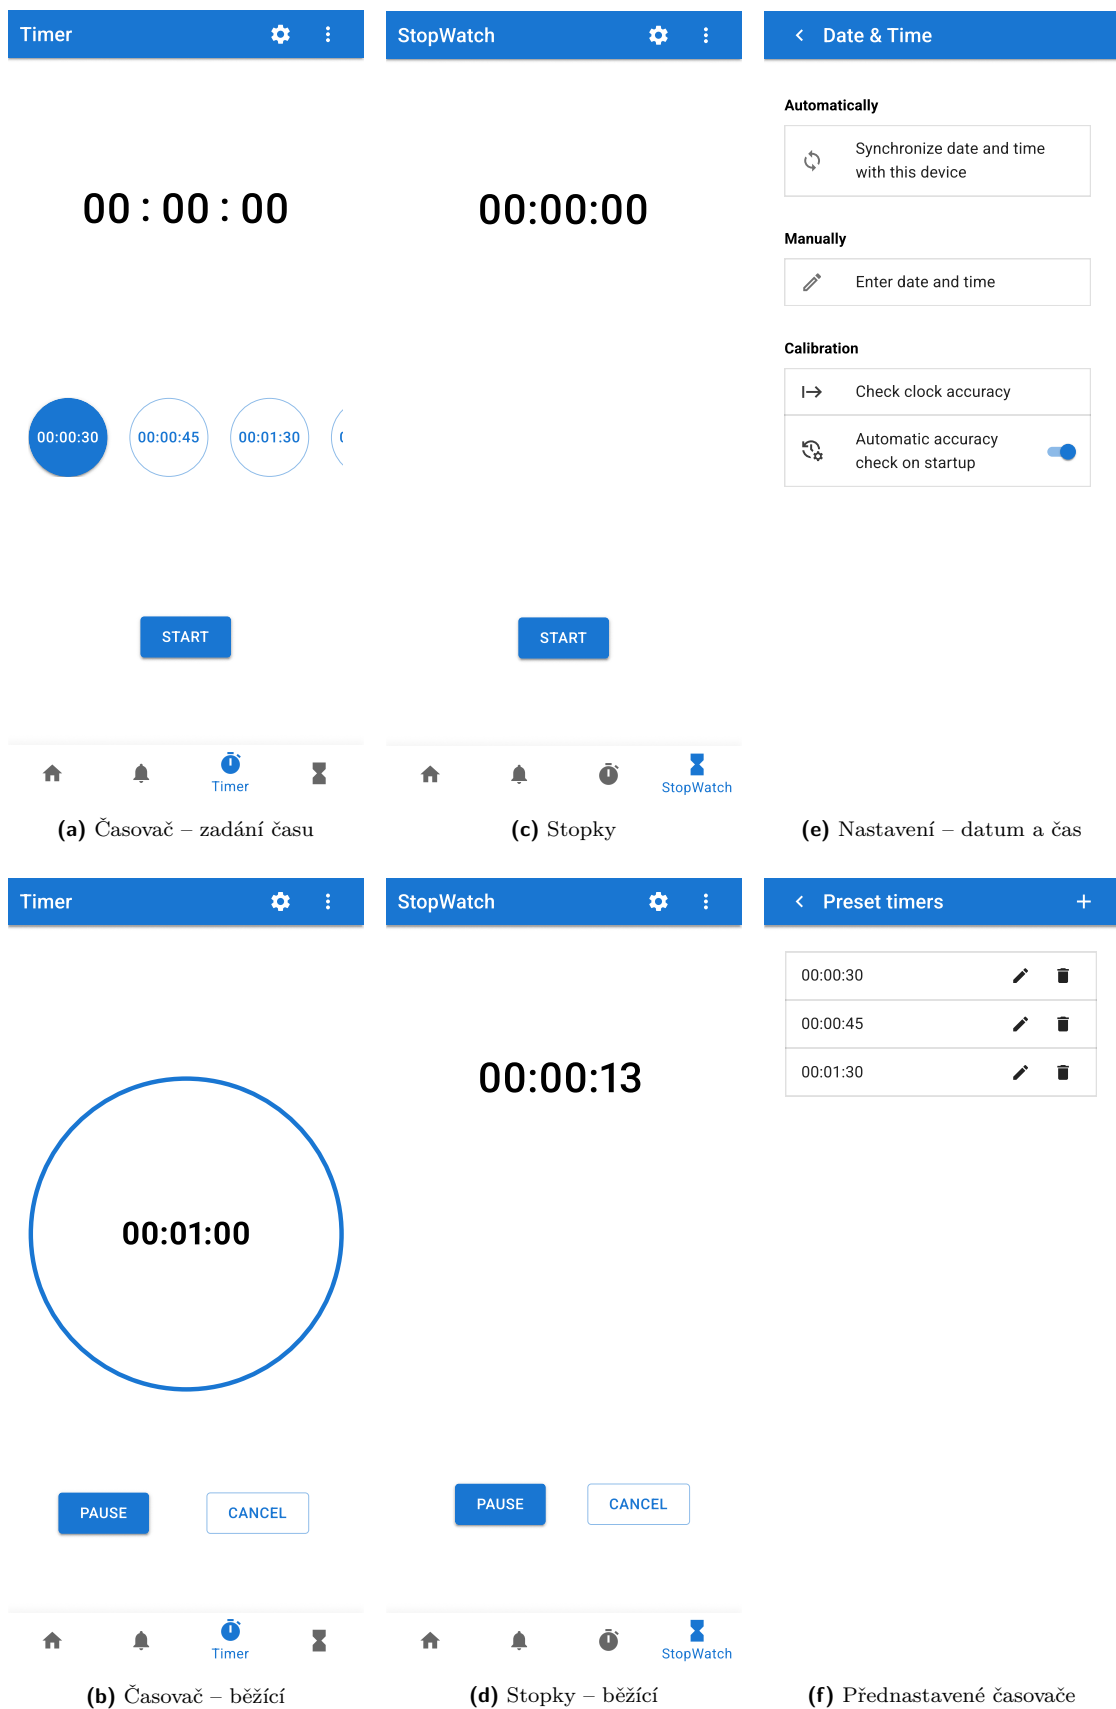 Timer
00 : 00 : 00
00:00:30 00:00:45 00:01:30
START
Timer
(a) Časovač – zadání času
StopWatch
00:00:00
START
StopWatch
(c) Stopky
Date & Time
Automatically
Synchronize date and time
with this device
Manually
Enter date and time
Calibration
Check clock accuracy
Automatic accuracy
check on startup
(e) Nastavení – datum a čas
Timer
00:01:00
PAUSE CANCEL
Timer
(b) Časovač – běžící
StopWatch
00:00:13
PAUSE CANCEL
StopWatch
(d) Stopky – běžící
Preset timers
00:00:30
00:00:45
00:01:30
(f) Přednastavené časovače